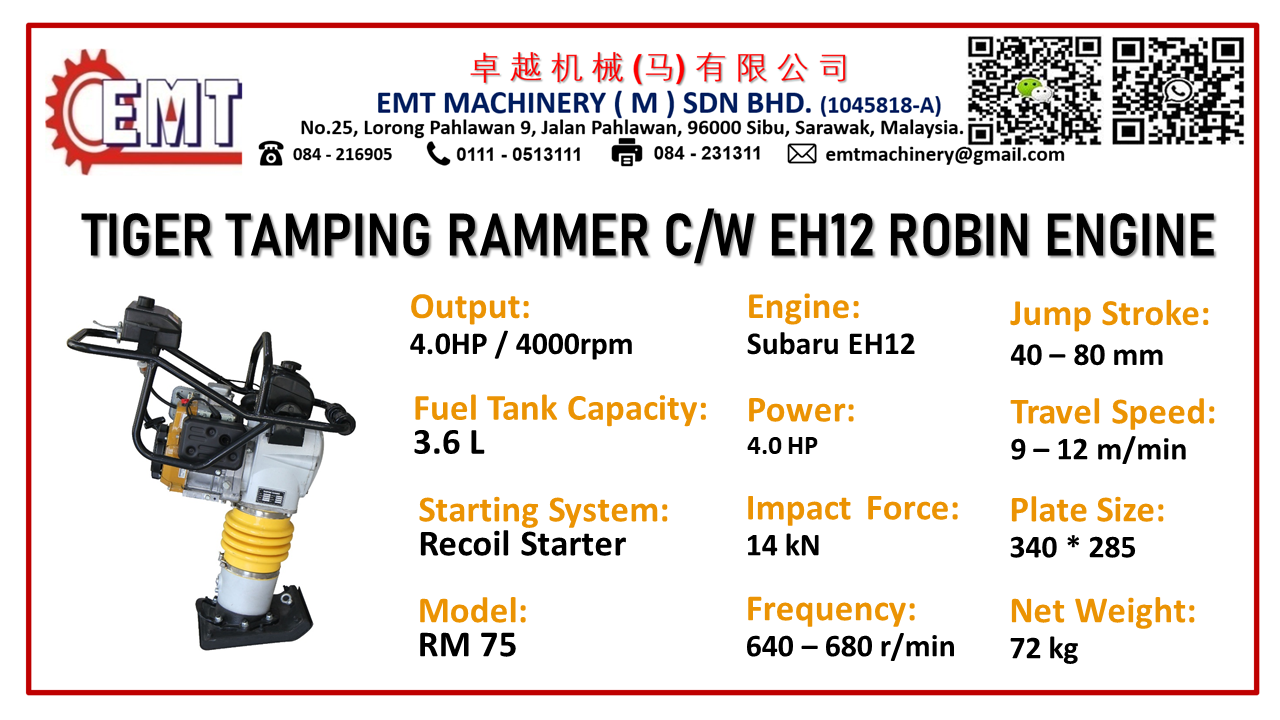 EMT
卓越机械(马)有限公司
EMT MACHINERY ( M ) SDN BHD. (1045818-A)
No.25, Lorong Pahlawan 9, Jalan Pahlawan, 96000 Sibu, Sarawak, Malaysia.
084 - 216905 0111 - 0513111 084 - 231311 emtmachinery@gmail.com
TIGER TAMPING RAMMER C/W EH12 ROBIN ENGINE
Output:
4.0HP / 4000rpm
Fuel Tank Capacity:
3.6 L
Starting System:
Recoil Starter
Model:
RM 75
Engine:
Subaru EH12
Power:
4.0 HP
Impact Force:
14 kN
Frequency:
640 – 680 r/min
Jump Stroke:
40 – 80 mm
Travel Speed:
9 – 12 m/min
Plate Size:
340 * 285
Net Weight:
72 kg